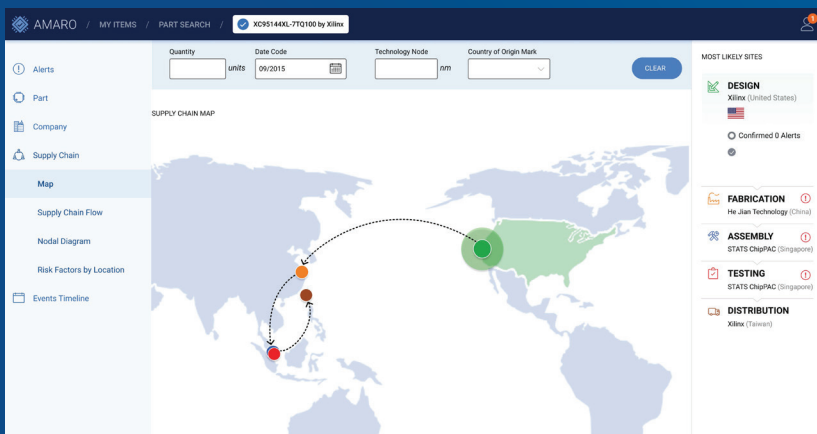 AMARO / MY ITEMS / PART SEARCH / XC95144XL-7TQ100 by Xilinx
1
Alerts
Part
Company
Supply Chain
Map
Supply Chain Flow
Nodal Diagram
Risk Factors by Location
Events Timeline
Quantity Date Code Technology Node Country of Origin Mark
units 09/2015 nm CLEAR
SUPPLY CHAIN MAP
MOST LIKELY SITES
DESIGN
Xilinx (United States)
Confirmed 0 Alerts
FABRICATION
He Jian Technology (China)
ASSEMBLY
STATS ChipPAC (Singapore)
TESTING
STATS ChipPAC (Singapore)
DISTRIBUTION
Xilinx (Taiwan)